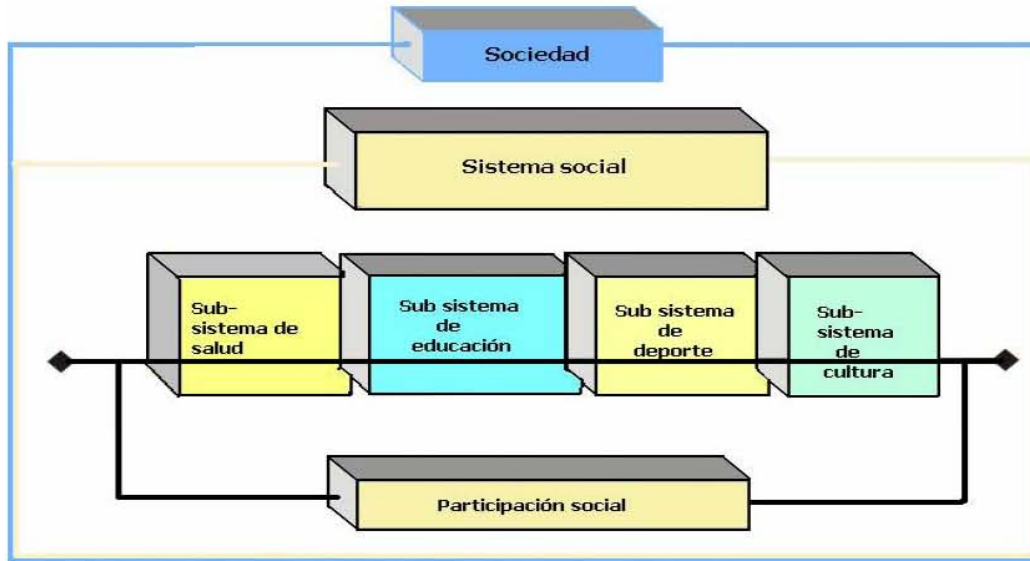 Sociedad
Sistema social
Sub-
sistema de
salud
Sub sistema
de
educación
Sub sistema
de
deporte
Sub-
sistema
de
cultura
Participación social